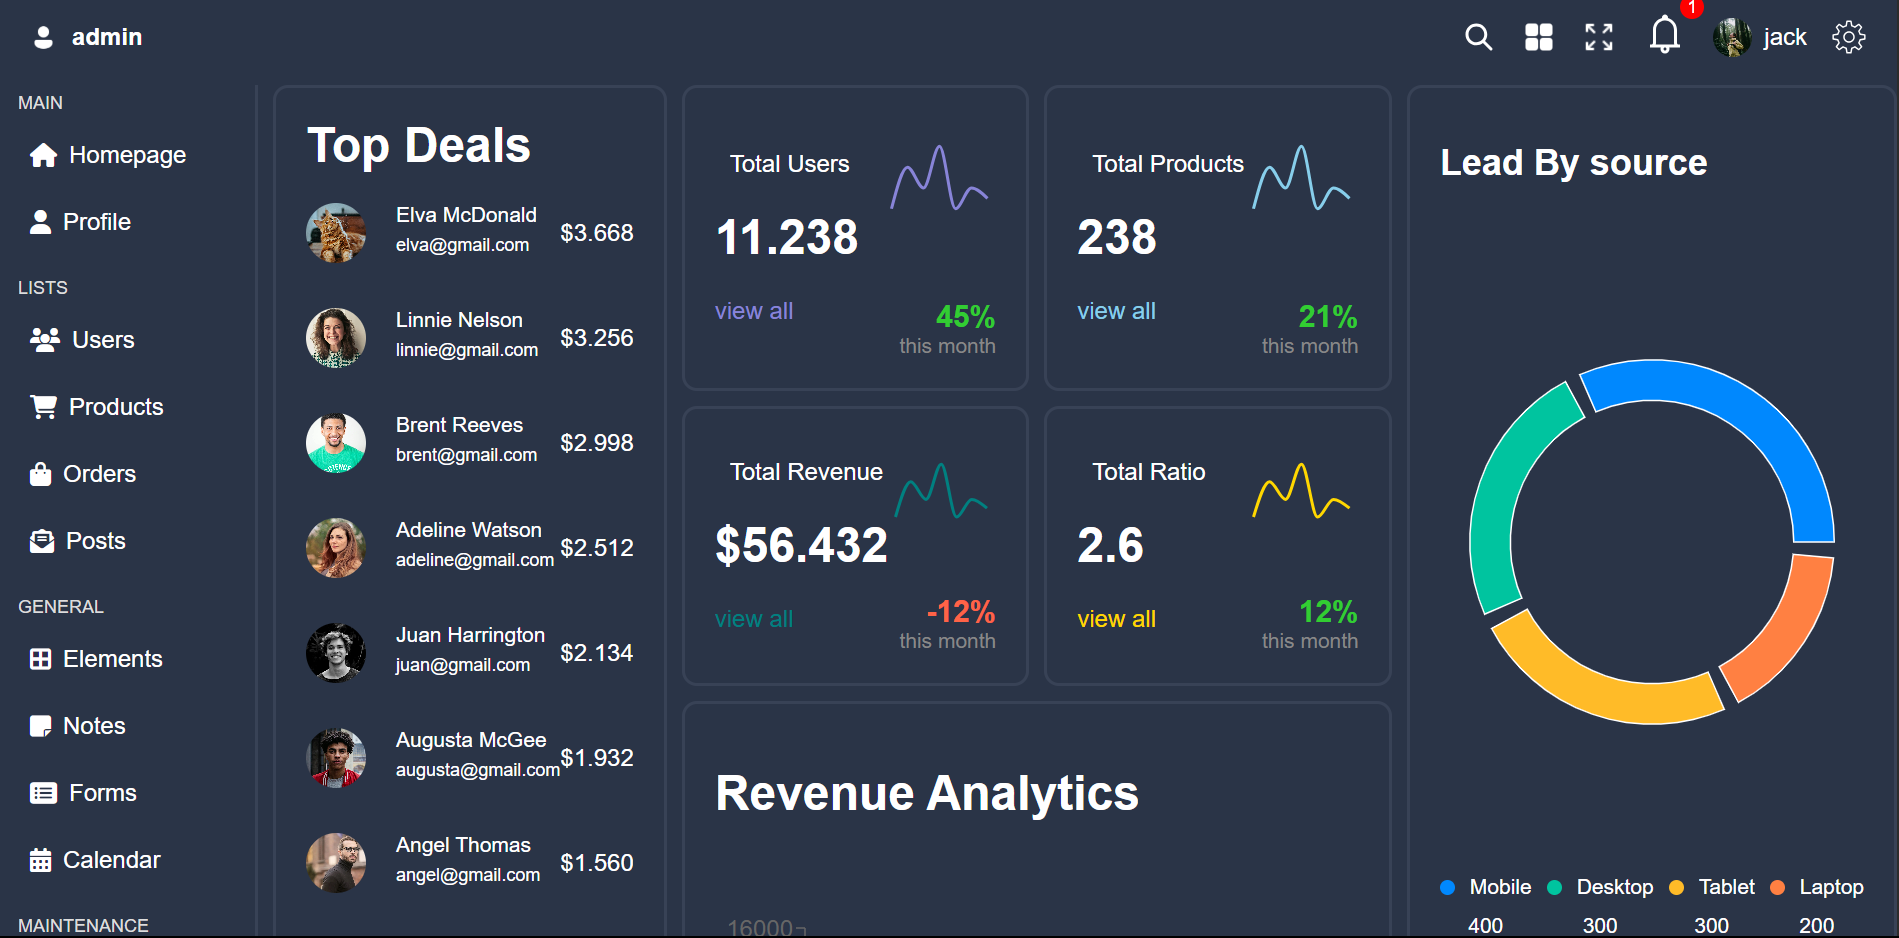 admin
1
jack
MAIN
Homepage
Profile
LISTS
Users
Products
Orders
Posts
GENERAL
Elements
Notes
Forms
Calendar
MAINTENANCE
Top Deals
Elva McDonald
elva@gmail.com
$3.668
Linnie Nelson
linnie@gmail.com
$3.256
Brent Reeves
brent@gmail.com
$2.998
Adeline Watson
adeline@gmail.com
$2.512
Juan Harrington
juan@gmail.com
$2.134
Augusta McGee
augusta@gmail.com
$1.932
Angel Thomas
angel@gmail.com
$1.560
Total Users
11.238
view all
45%
this month
Total Products
238
view all
21%
this month
Total Revenue
$56.432
view all
-12%
this month
Total Ratio
2.6
view all
12%
this month
Revenue Analytics
16000
Lead By source
Mobile Desktop Tablet Laptop
400 300 300 200